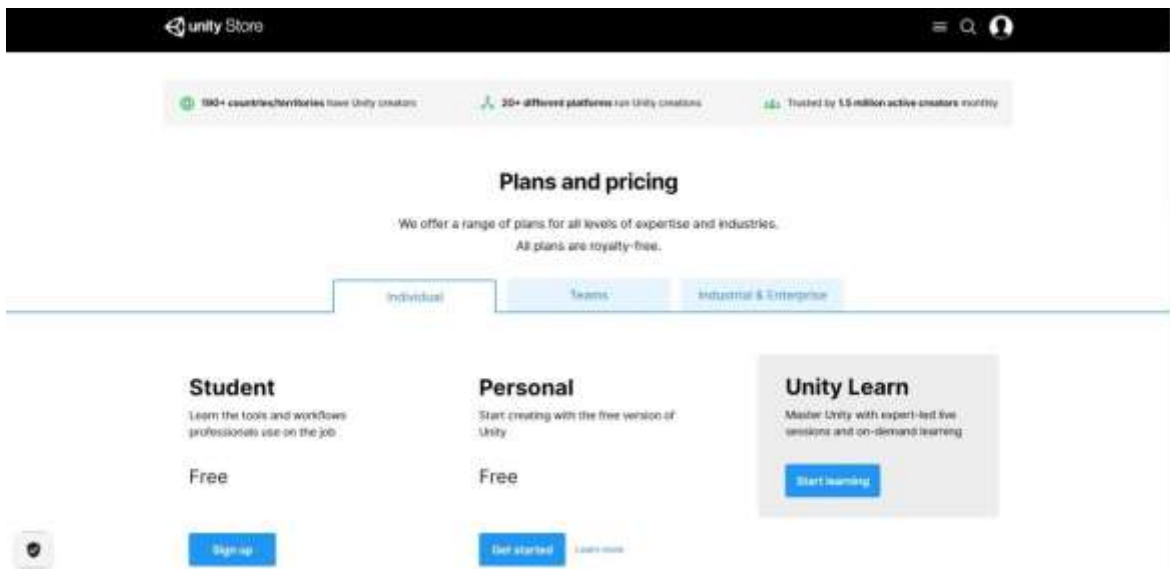 unity Store
190+ countries/territories have Unity creators
20+ different platforms run Unity creations
Trusted by 1.5 million active creators monthly
Plans and pricing
We offer a range of plans for all levels of expertise and industries.
All plans are royalty-free.
Individual
Teams
Industrial & Enterprise
Student
Learn the tools and workflows
professionals use on the job
Free
Sign up
Personal
Start creating with the free version of
Unity
Free
Get started
Learn more
Unity Learn
Master Unity with expert-led live
sessions and on-demand learning
Start learning